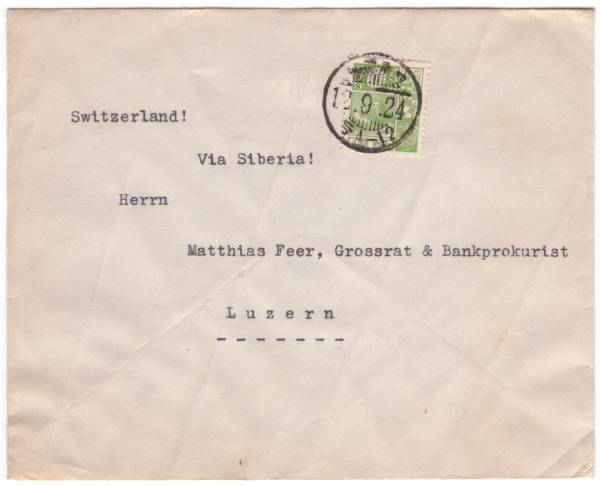 12.9.24
Switzerland!
Via Siberia!
Herrn
Matthias Feer, Grossrat & Bankprokurist
Luzern
- - - - - - -